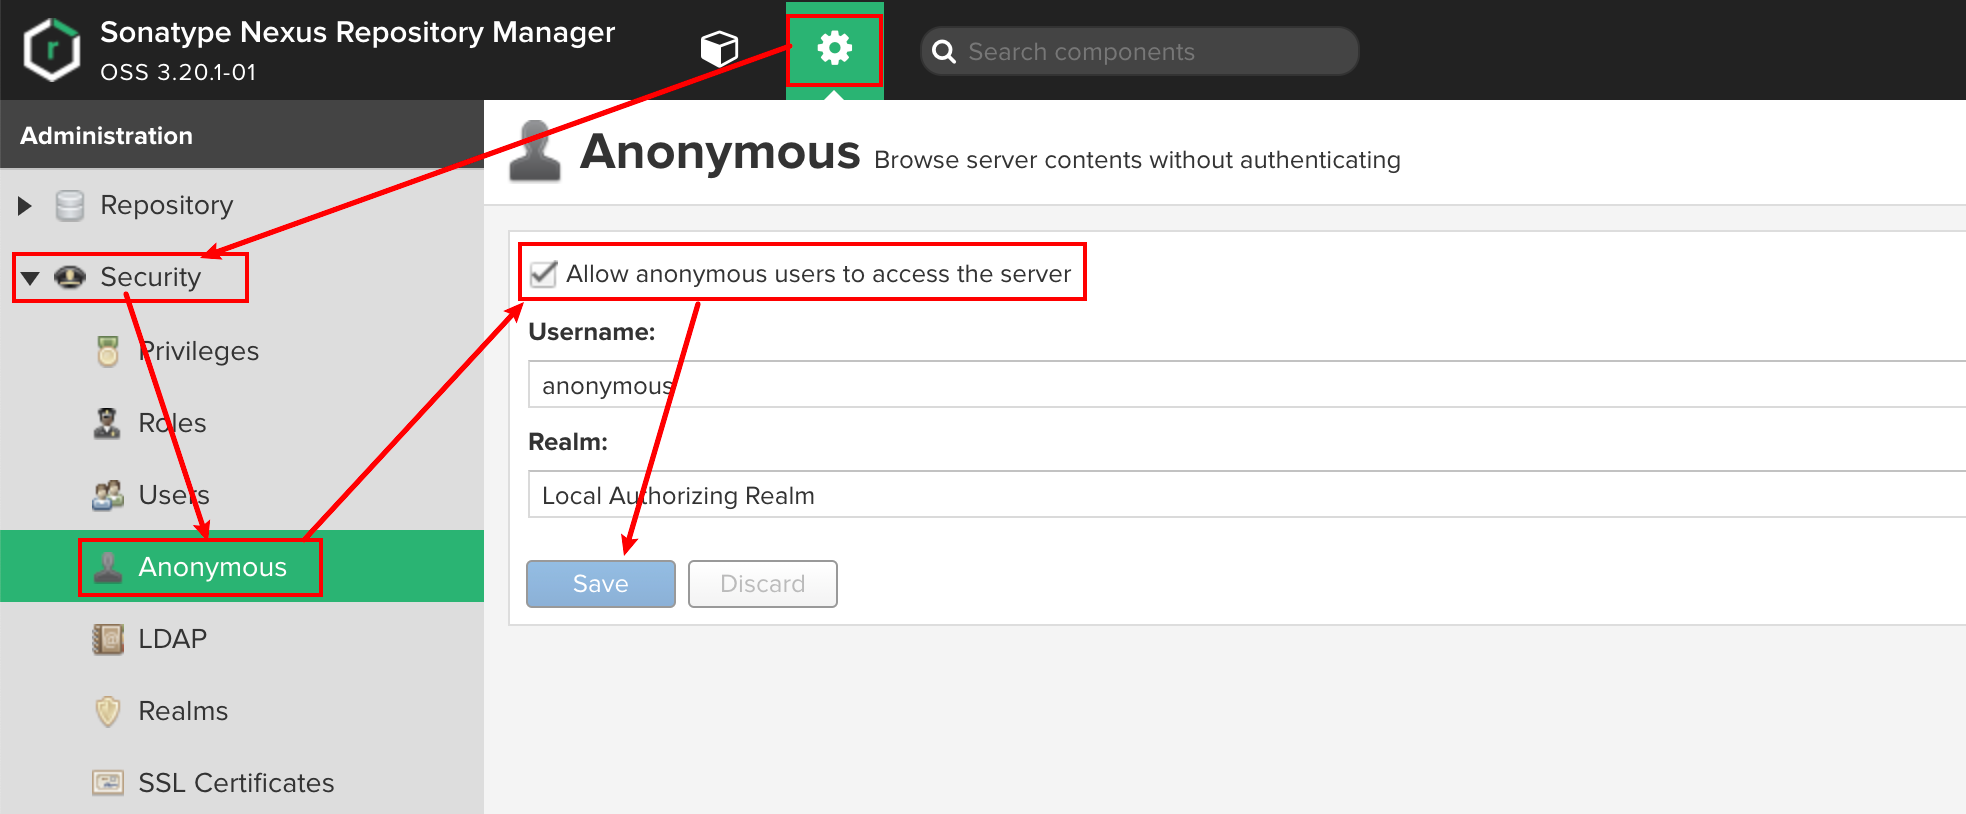 Sonatype Nexus Repository Manager
OSS 3.20.1-01
Search components
Administration
Repository
Security
Privileges
Roles
Users
Anonymous
LDAP
Realms
SSL Certificates
Anonymous Browse server contents without authenticating
Allow anonymous users to access the server
Username:
anonymous
Realm:
Local Authorizing Realm
Save Discard